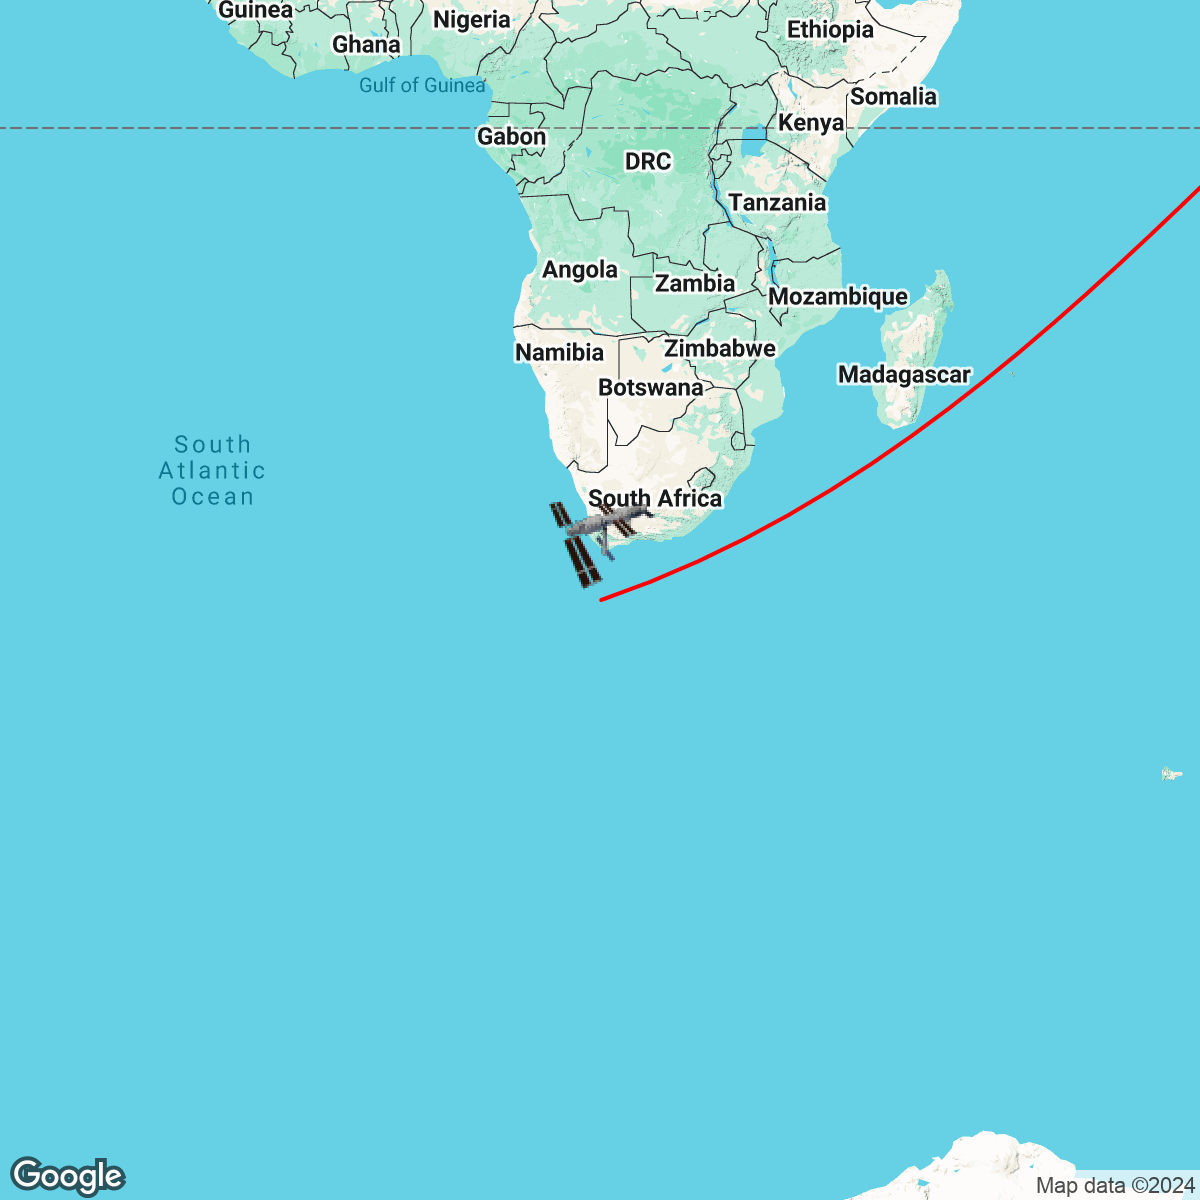 Guinea
Nigeria
Ethiopia
Ghana
Gulf of Guinea
Somalia
Kenya
Gabon
DRC
Tanzania
Angola
Zambia
Mozambique
Namibia
Zimbabwe
Madagascar
Botswana
South
Atlantic
Ocean
South Africa
Google
Map data ©2024